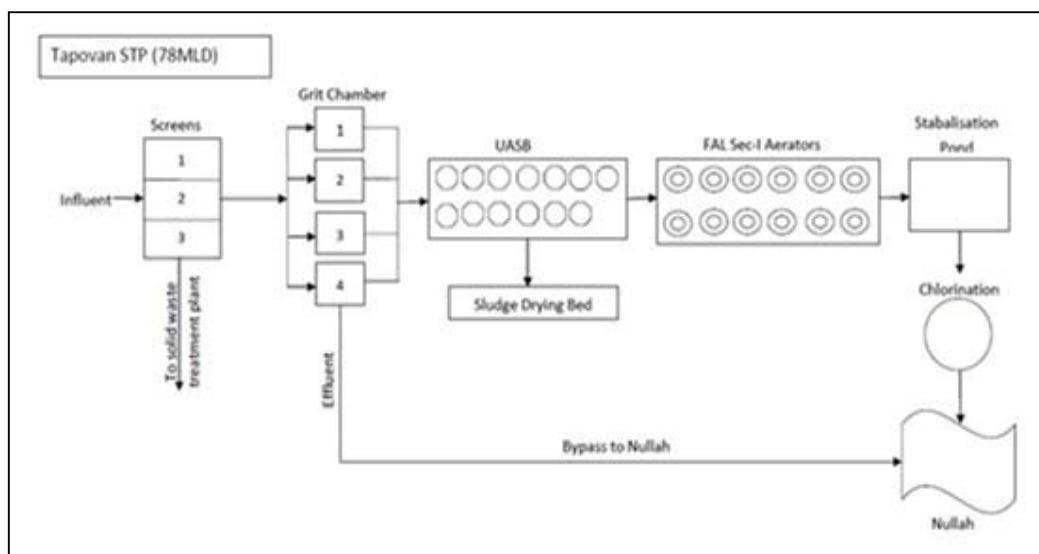 Tapovan STP (78MLD)
Grit Chamber
Screens
1
2
3
Influent
To solid waste
treatment plant
1
2
3
4
Effluent
UASB
Sludge Drying Bed
FAL Sec-I Aerators
Stabalisation
Pond
Chlorination
Bypass to Nullah
Nullah